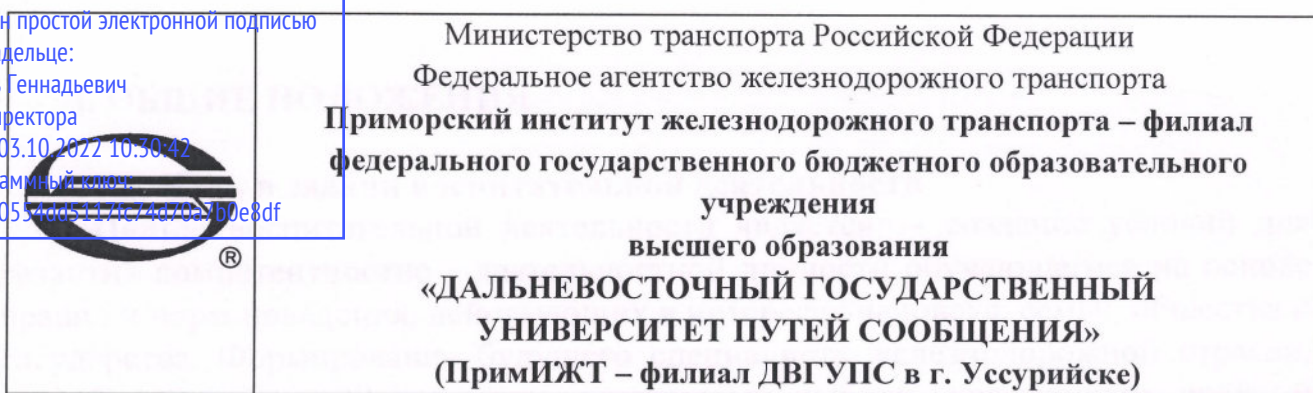 н простой электронной подписью
дельце:
Геннадьевич
ректора
03.10.2022 10:30:42
ключ:
Министерство транспорта Российской Федерации
Федеральное агентство железнодорожного транспорта
Приморский институт железнодорожного транспорта – филиал
федерального государственного бюджетного образовательного
учреждения
высшего образования
«ДАЛЬНЕВОСТОЧНЫЙ ГОСУДАРСТВЕННЫЙ
УНИВЕРСИТЕТ ПУТЕЙ СООБЩЕНИЯ»
(ПримИЖТ – филиал ДВГУПС в г. Уссурийске)
®